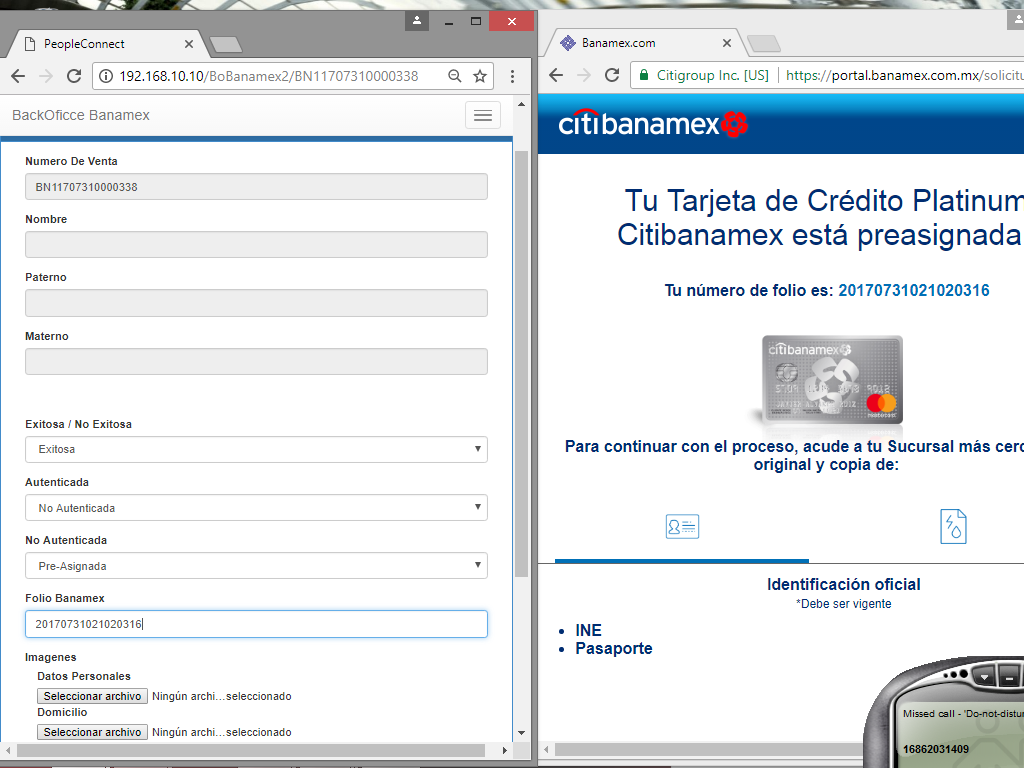 PeopleConnect
192.168.10.10/BoBanamex2/BN11707310000338
BackOficce Banamex
Numero De Venta
BN11707310000338
Nombre
Paterno
Materno
Exitosa / No Exitosa
Exitosa
Autenticada
No Autenticada
No Autenticada
Pre-Asignada
Folio Banamex
20170731021020316
Imagenes
Datos Personales
Seleccionar archivo Ningún archi…seleccionado
Domicilio
Seleccionar archivo Ningún archi…seleccionado
Banamex.com
Citigroup Inc. [US] https://portal.banamex.com.mx/solicitu
citibanamex
Tu Tarjeta de Crédito Platinum
Citibanamex está preasignada
Tu número de folio es: 20170731021020316
citibanamex
Para continuar con el proceso, acude a tu Sucursal más cerc
original y copia de:
Identificación oficial
*Debe ser vigente
INE
Pasaporte
Missed call - 'Do-not-distur
16862031409